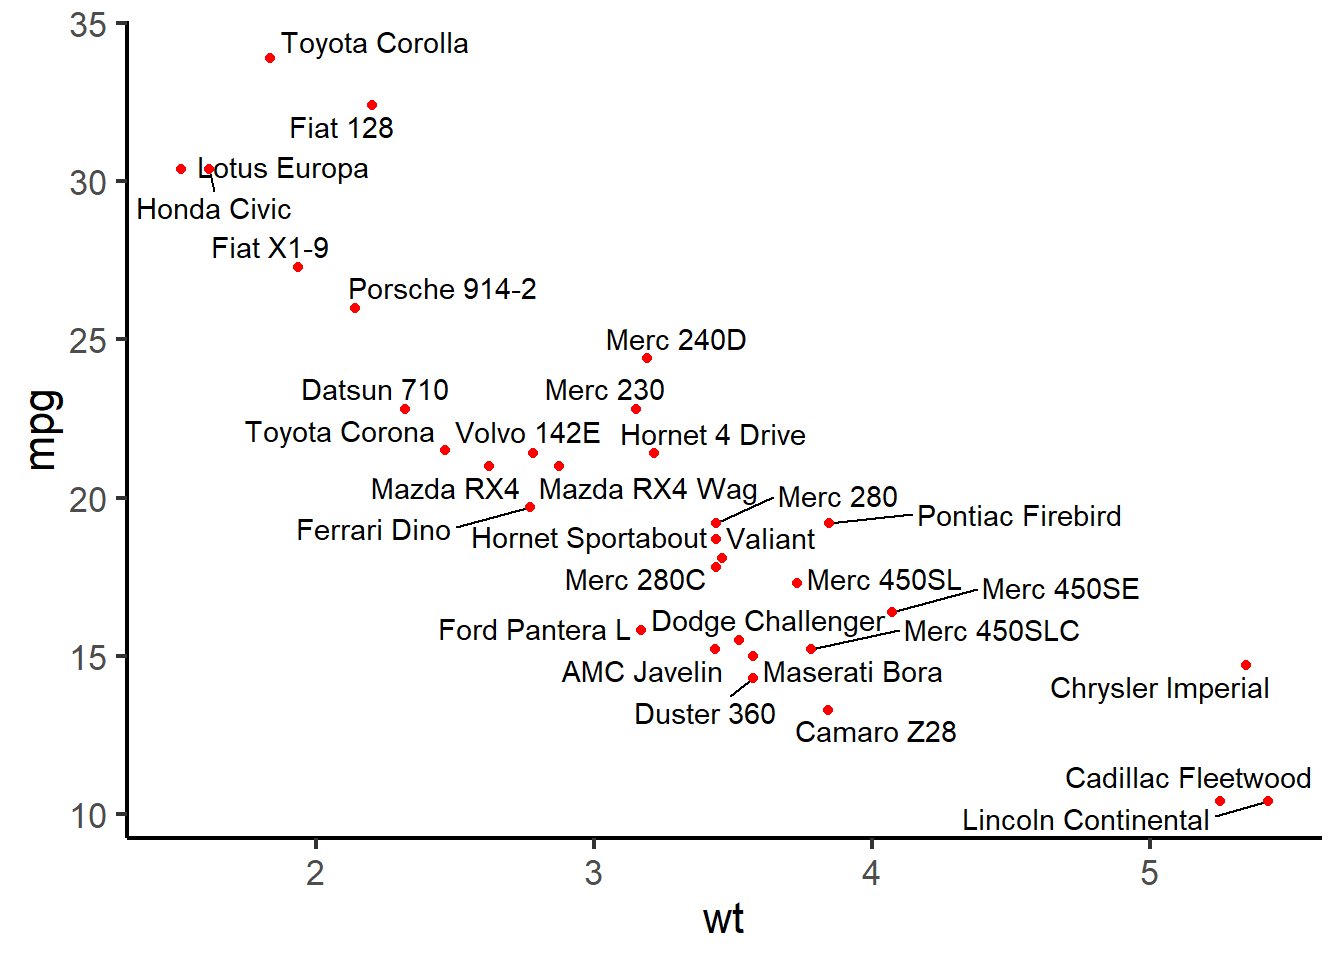 35
Toyota Corolla
Fiat 128
Lotus Europa
30
Honda Civic
Fiat X1-9
Porsche 914-2
25
Merc 240D
Datsun 710
Merc 230
mpg
Toyota Corona
Volvo 142E
Hornet 4 Drive
Mazda RX4
Mazda RX4 Wag
20
Merc 280
Pontiac Firebird
Ferrari Dino
Hornet Sportabout
Valiant
Merc 280C
Merc 450SL
Merc 450SE
Dodge Challenger
Ford Pantera L
Merc 450SLC
15
AMC Javelin
Maserati Bora
Chrysler Imperial
Duster 360
Camaro Z28
Cadillac Fleetwood
10
Lincoln Continental
2
3
4
5
wt